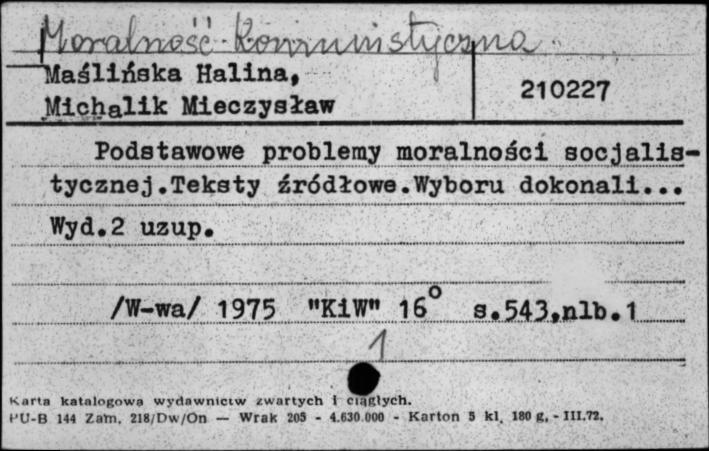 Moralność komunistyczna
Maślińska Halina,
Michalik Mieczysław
210227
Podstawowe problemy moralności socjalis-
tycznej.Teksty źródłowe.Wyboru dokonali...
Wyd.2 uzup.
/W-wa/ 1975 "KiW" 16° s.543,nlb.1
1
Karta katalogowa wydawnictw zwartych i ciągłych.
PU-B 144 Zam. 218/Dw/On — Wrak 205 - 4.630.000 - Karton 5 kl. 180 g. - III.72.